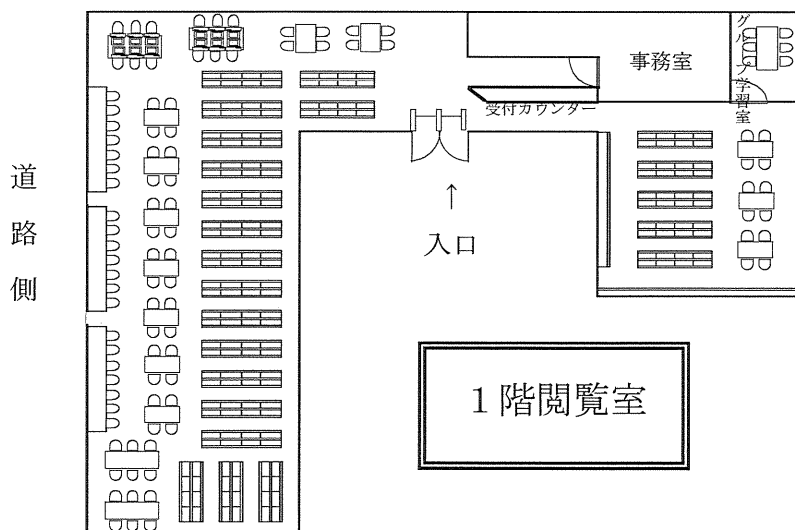 事務室
グループ学習室
受付カウンター
道路側
↑
入口
1階閲覧室